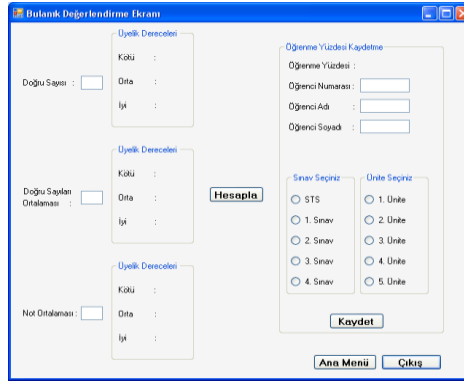 Bulanık Değerlendirme Ekranı
Üyelik Dereceleri
Kötü :
Doğru Sayısı :
Orta :
İyi :
Üyelik Dereceleri
Kötü :
Doğru Sayıları
Ortalaması :
Orta :
İyi :
Üyelik Dereceleri
Kötü :
Not Ortalaması :
Orta :
İyi :
Hesapla
Öğrenme Yüzdesi Kaydetme
Öğrenme Yüzdesi :
Öğrenci Numarası :
Öğrenci Adı :
Öğrenci Soyadı :
Sınav Seçiniz
STS
1. Sınav
2. Sınav
3. Sınav
4. Sınav
Ünite Seçiniz
1. Ünite
2. Ünite
3. Ünite
4. Ünite
5. Ünite
Kaydet
Ana Menü
Çıkış